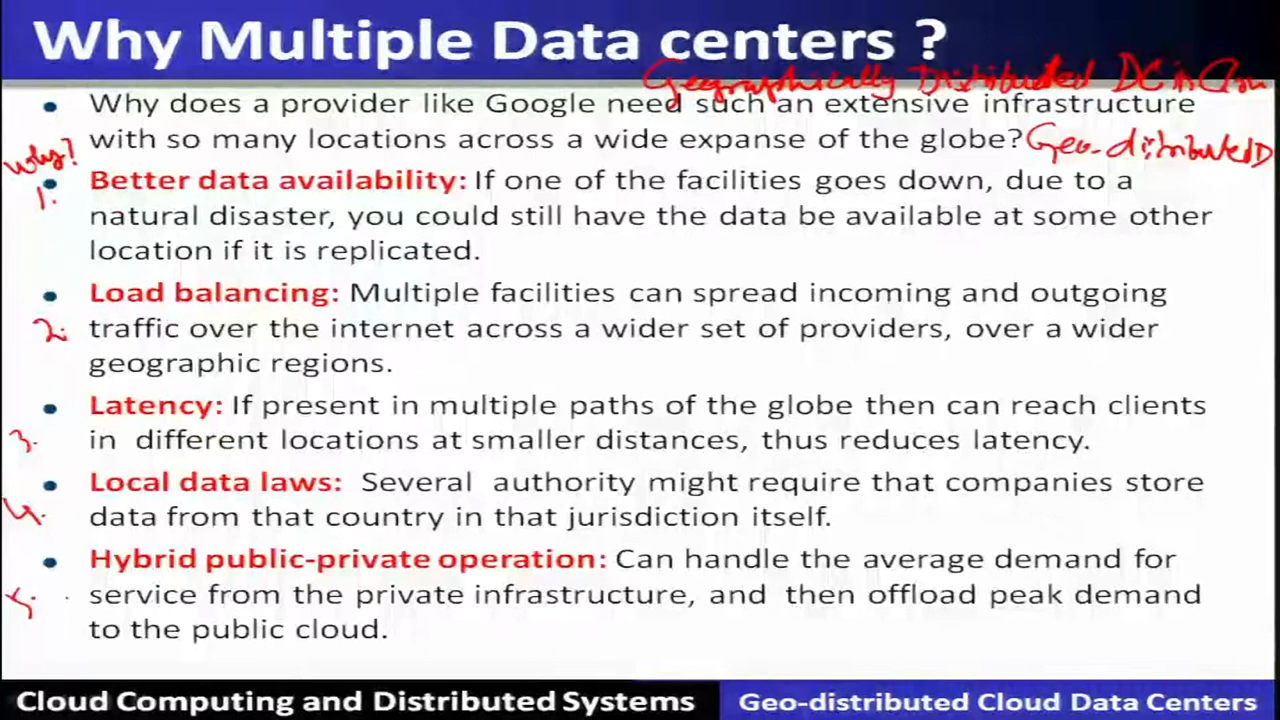 Why Multiple Data centers ?
Geographically Distributed DC in
• Why does a provider like Google need such an extensive infrastructure
with so many locations across a wide expanse of the globe? Geo-distributed D
Why?
1. • Better data availability: If one of the facilities goes down, due to a
natural disaster, you could still have the data be available at some other
location if it is replicated.
• Load balancing: Multiple facilities can spread incoming and outgoing
2. traffic over the internet across a wider set of providers, over a wider
geographic regions.
• Latency: If present in multiple paths of the globe then can reach clients
3. in different locations at smaller distances, thus reduces latency.
• Local data laws: Several authority might require that companies store
4. data from that country in that jurisdiction itself.
• Hybrid public-private operation: Can handle the average demand for
5. service from the private infrastructure, and then offload peak demand
to the public cloud.
Cloud Computing and Distributed Systems
Geo-distributed Cloud Data Centers